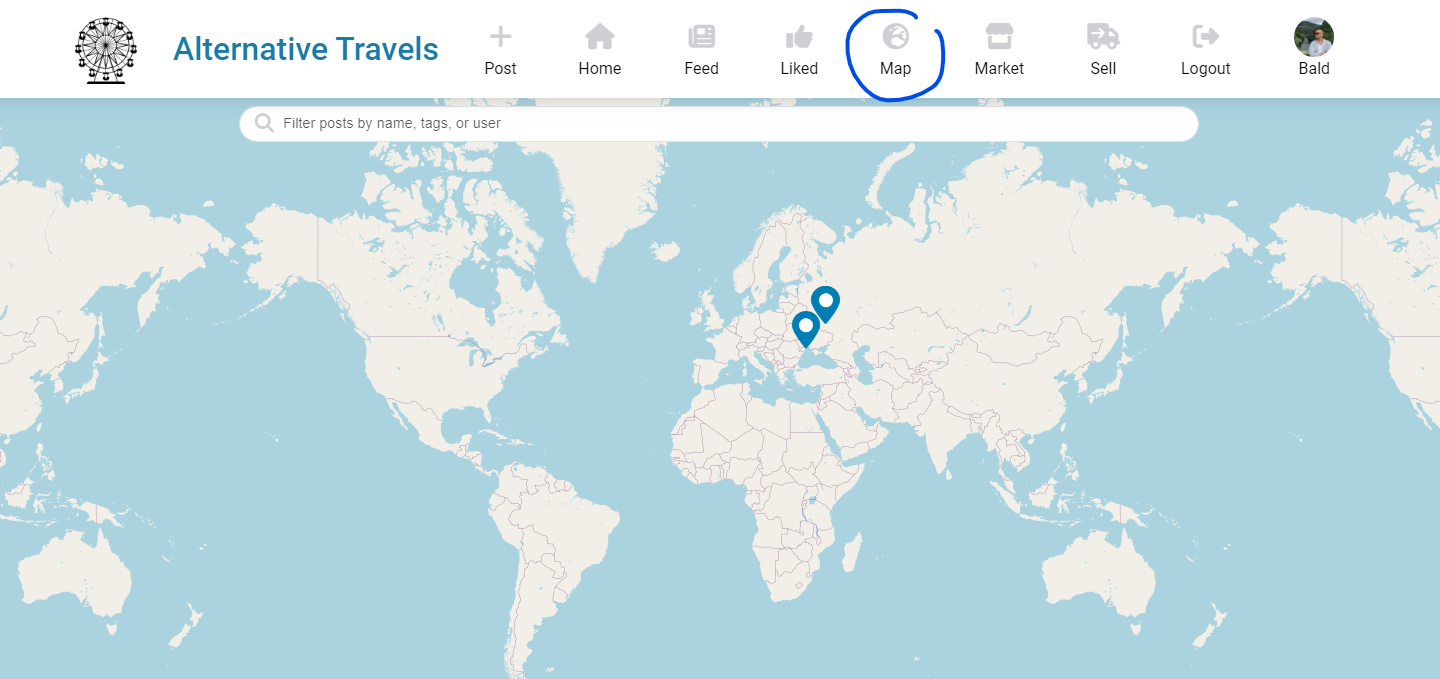 Alternative Travels
Post Home Feed Liked Map Market Sell Logout Bald
Filter posts by name, tags, or user